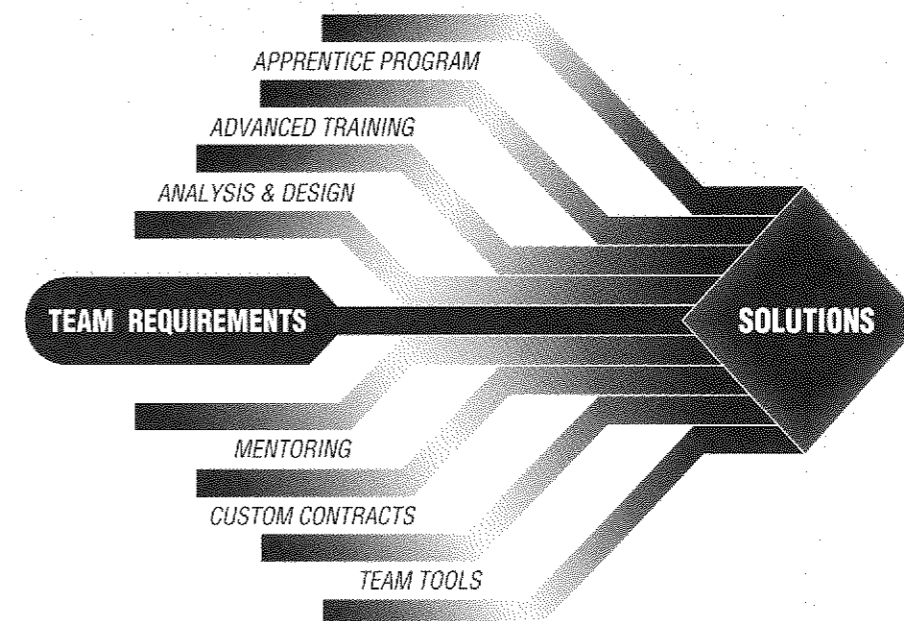 APPRENTICE PROGRAM
ADVANCED TRAINING
ANALYSIS & DESIGN
TEAM REQUIREMENTS
SOLUTIONS
MENTORING
CUSTOM CONTRACTS
TEAM TOOLS